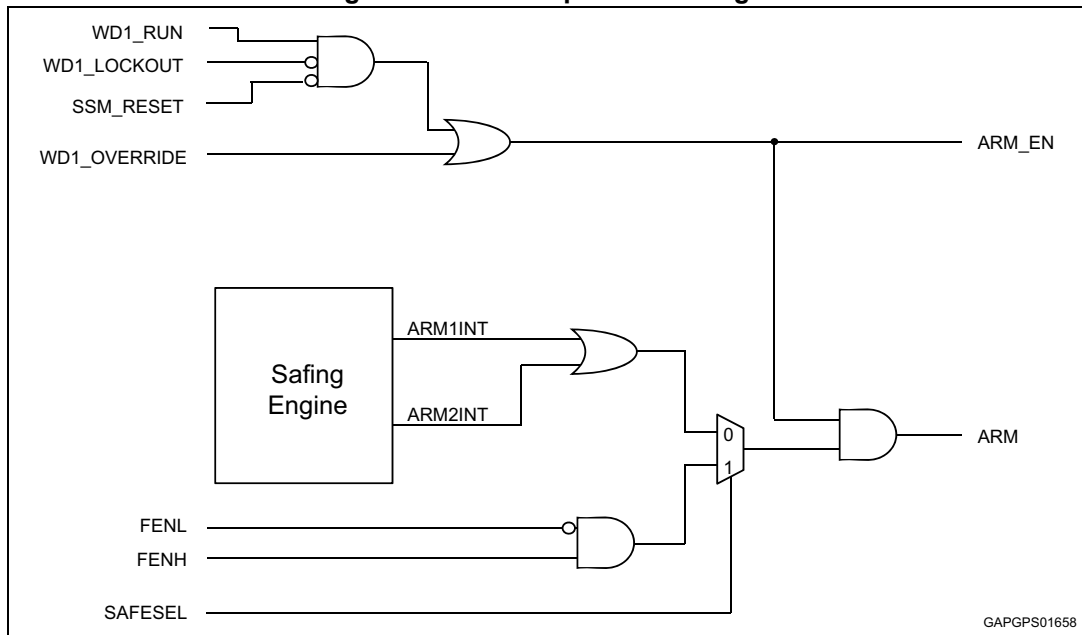 WD1_RUN
WD1_LOCKOUT
SSM_RESET
WD1_OVERRIDE
ARM_EN
Safing
Engine
ARM1INT
ARM2INT
0
1
ARM
FENL
FENH
SAFESEL
GAPGPS01658